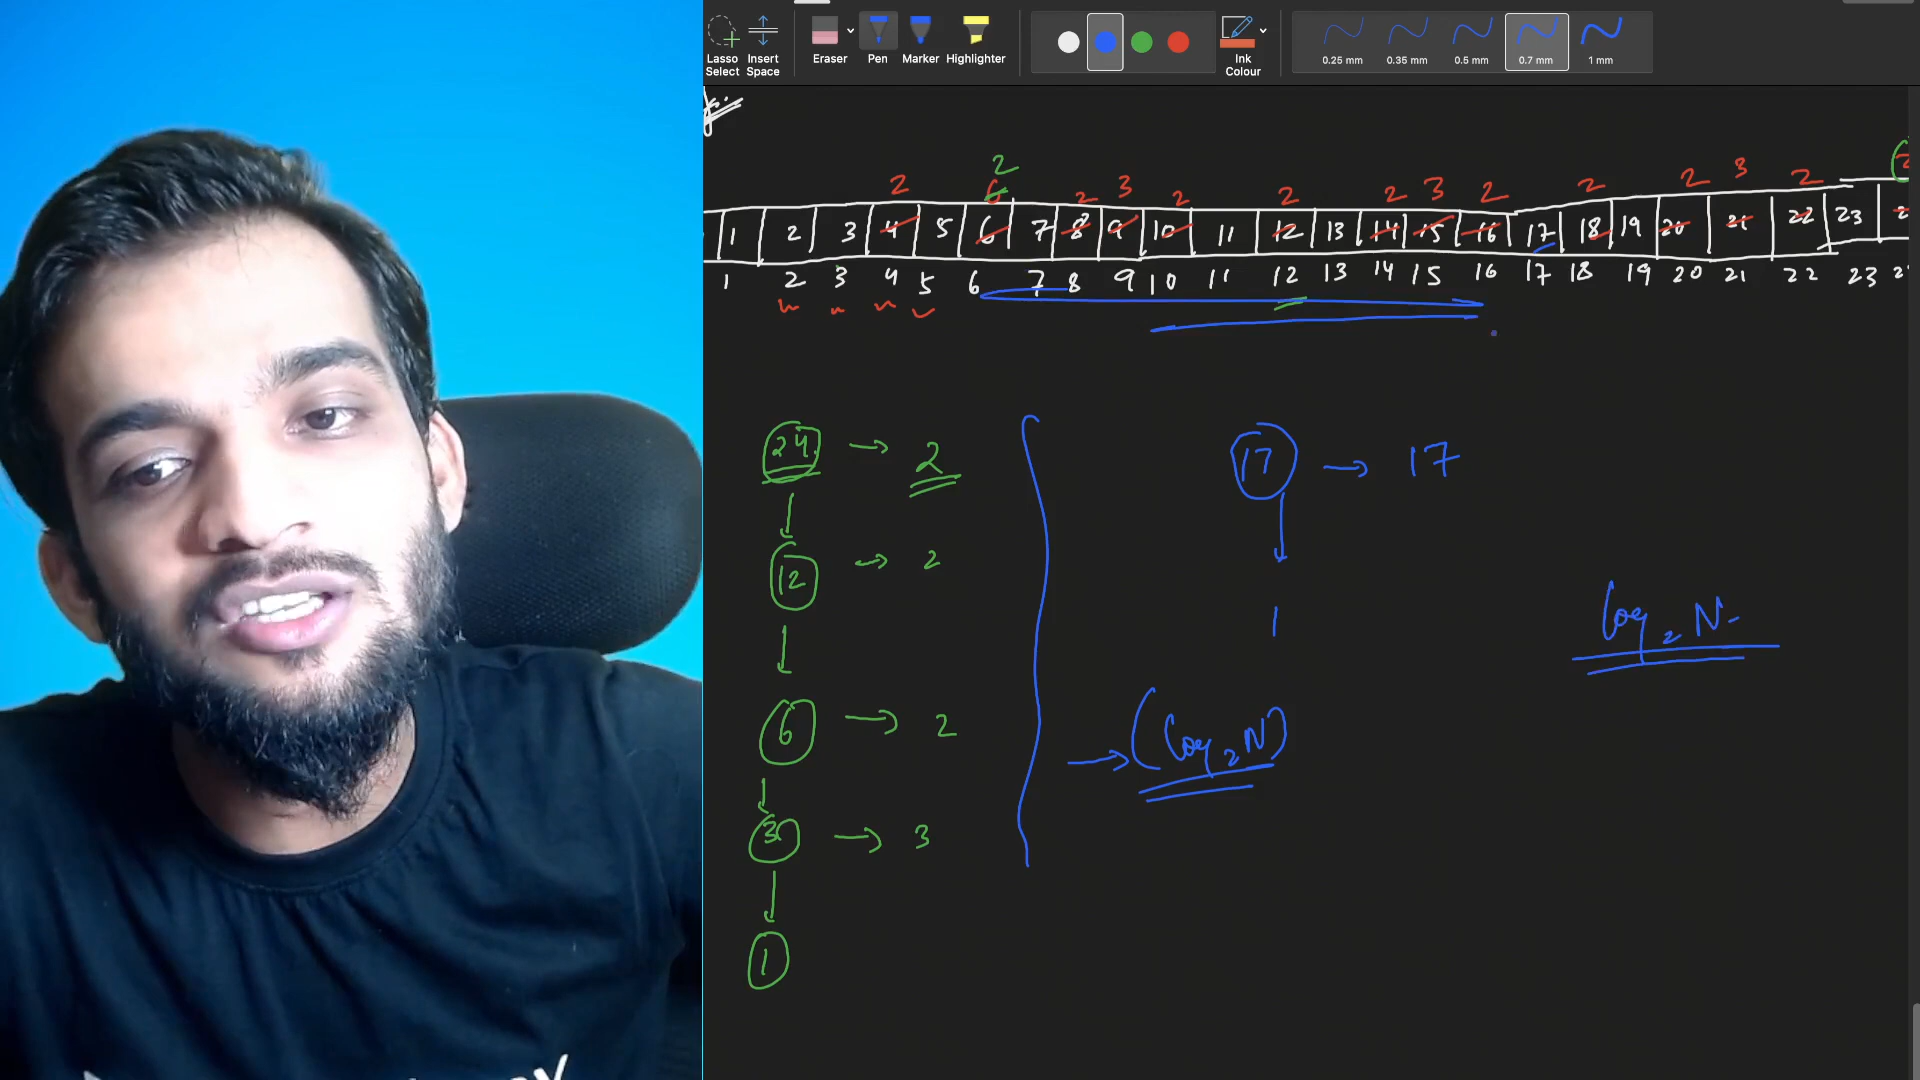 Lasso Select
Insert Space
Eraser
Pen
Marker
Highlighter
Ink Colour
0.25 mm
0.35 mm
0.5 mm
0.7 mm
1 mm
2
2 6 2 3 2 2 2 3 2 2 2 3 2
1 2 3 4 5 6 7 8 9 10 11 12 13 14 15 16 17 18 19 20 21 22 23
1 2 3 4 5 6 7 8 9 10 11 12 13 14 15 16 17 18 19 20 21 22 23
24 → 2
17 → 17
12 → 2
1
log₂N
6 → 2
→ (log₂N)
3 → 3
1